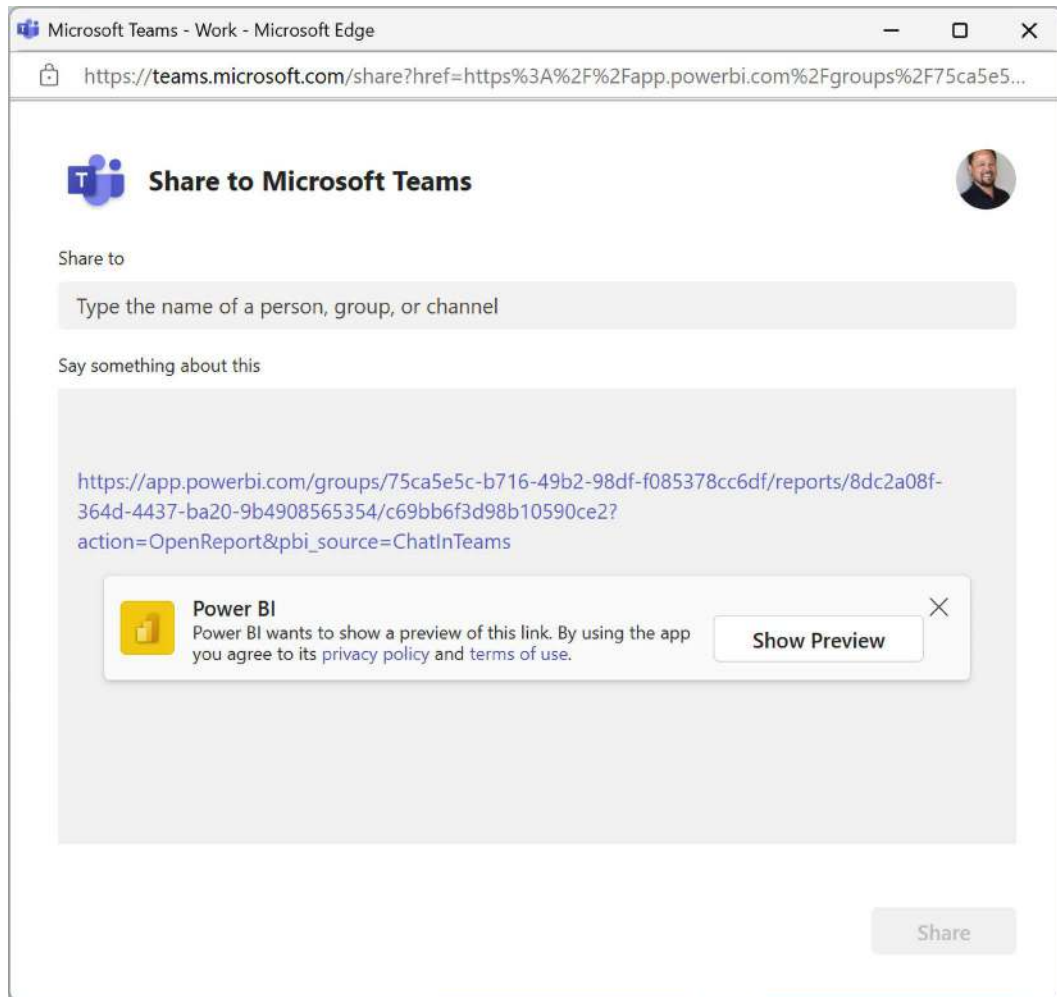 Microsoft Teams - Work - Microsoft Edge
https://teams.microsoft.com/share?href=https%3A%2F%2Fapp.powerbi.com%2Fgroups%2F75ca5e5...
T
Share to Microsoft Teams
Share to
Type the name of a person, group, or channel
Say something about this
https://app.powerbi.com/groups/75ca5e5c-b716-49b2-98df-f085378cc6df/reports/8dc2a08f-
364d-4437-ba20-9b4908565354/c69bb6f3d98b10590ce2?
action=OpenReport&pbi_source=ChatInTeams
Power BI
Power BI wants to show a preview of this link. By using the app
you agree to its privacy policy and terms of use.
Show Preview
Share